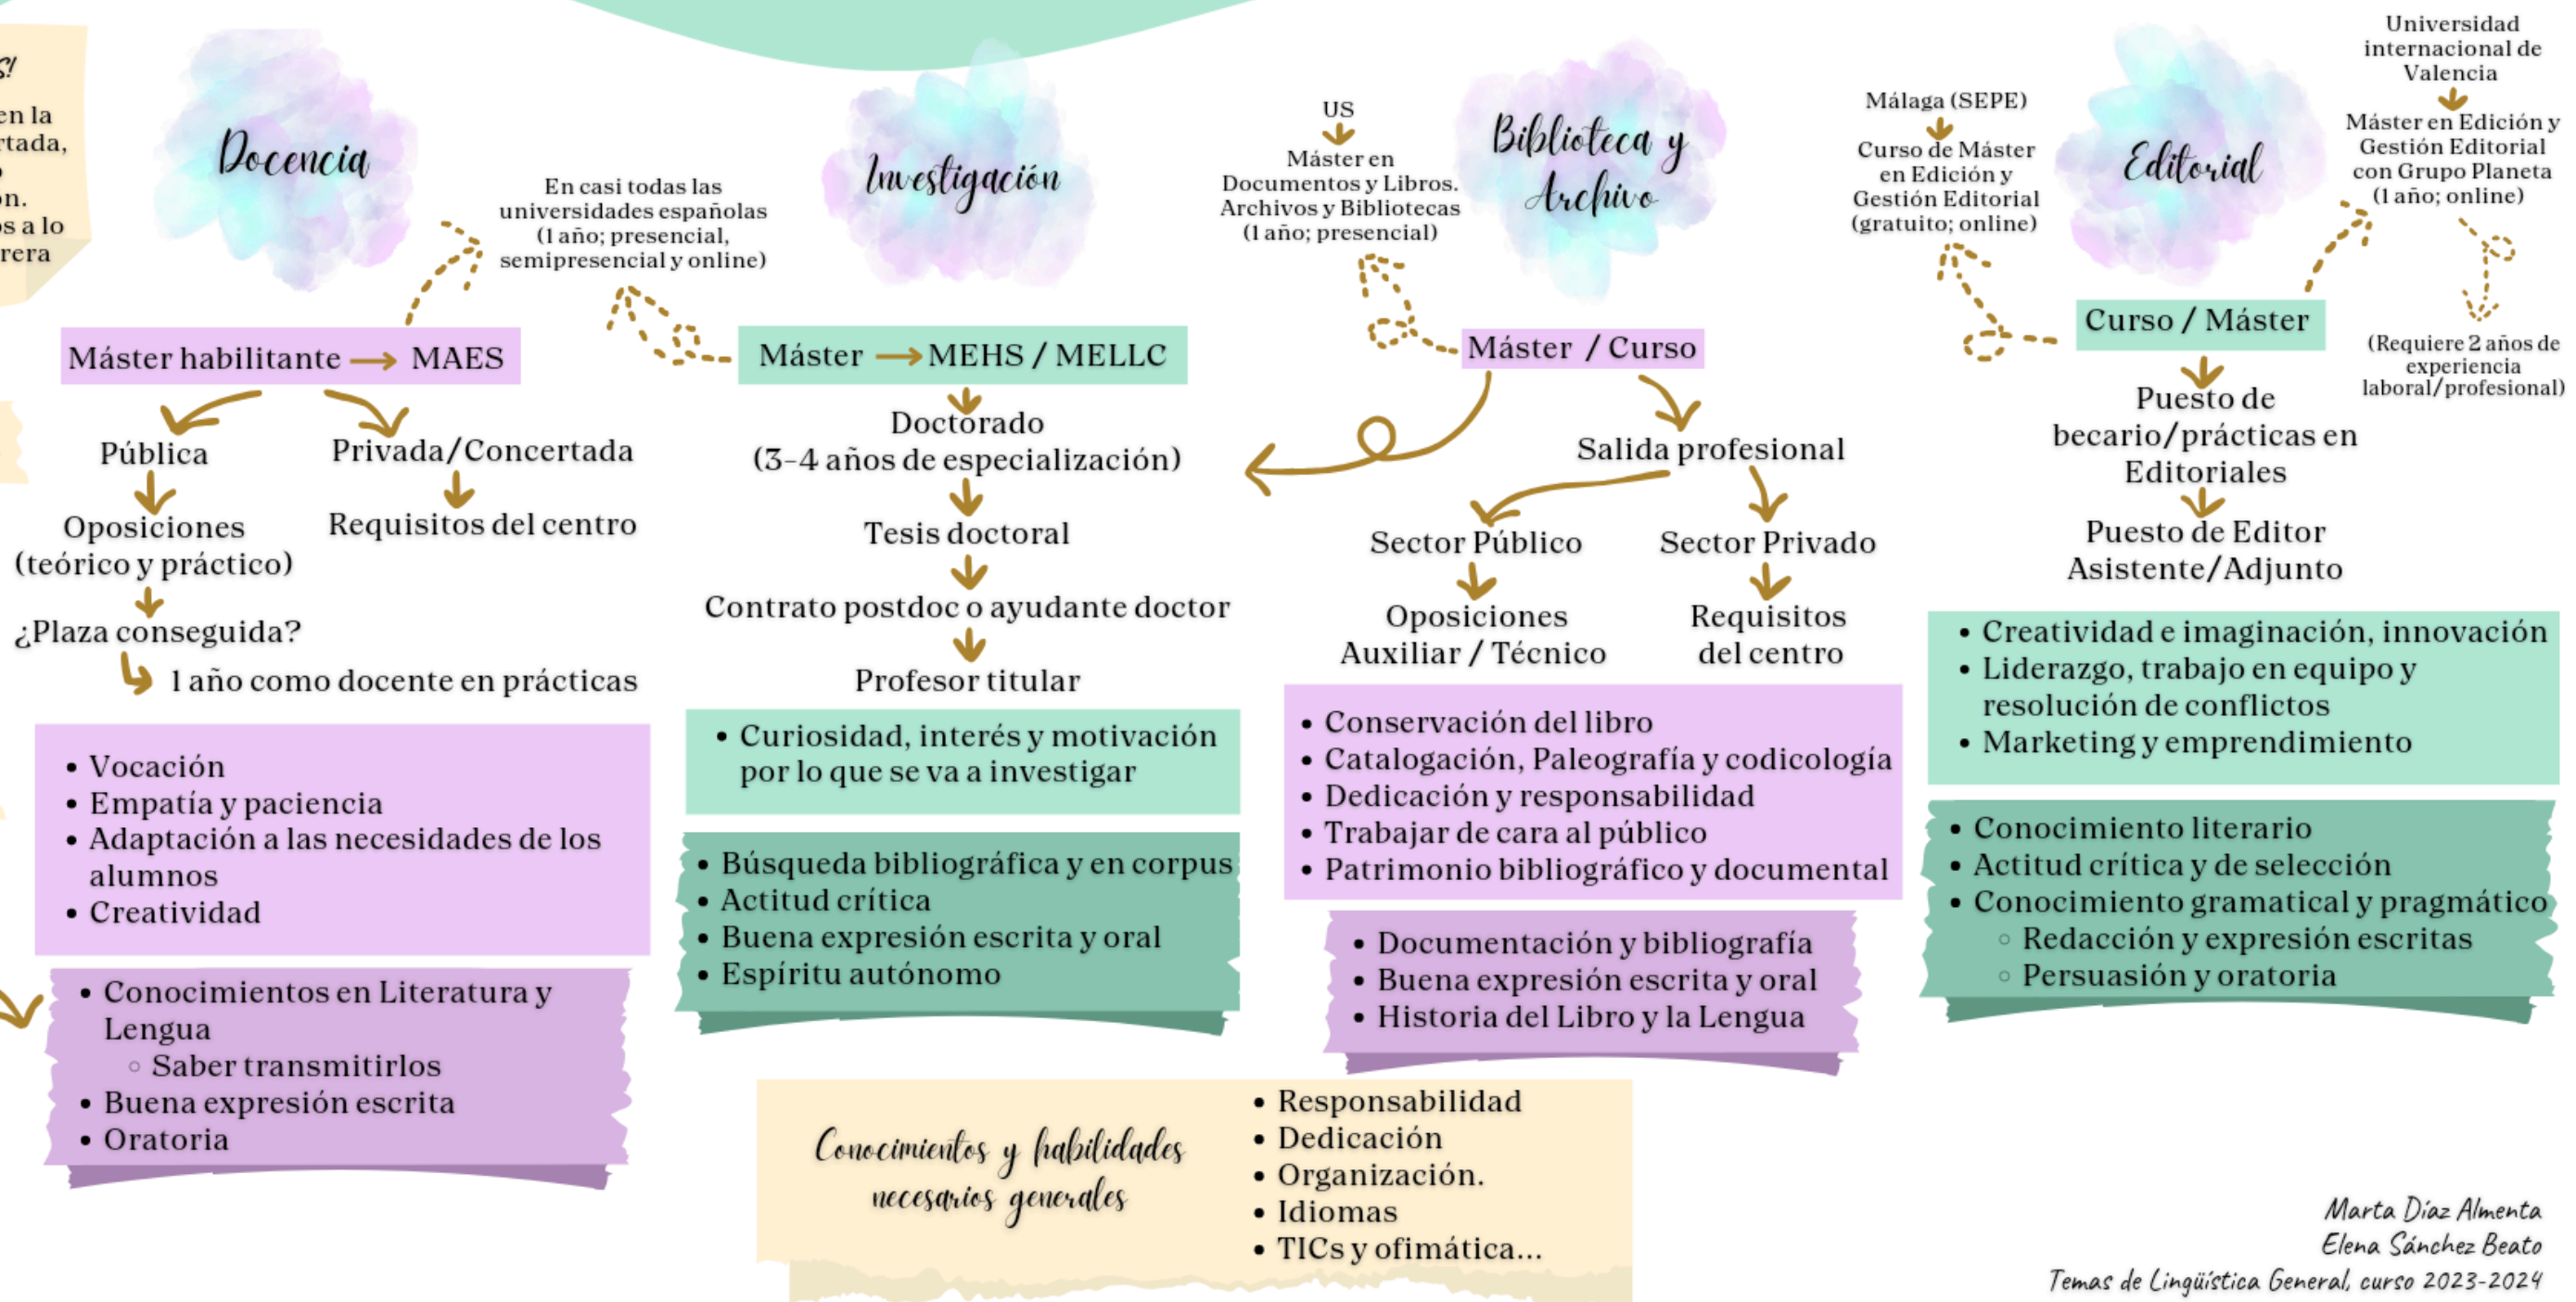 S!
en la
rtada,
o
ón.
os a lo
rrera
Docencia
En casi todas las
universidades españolas
(1 año; presencial,
semipresencial y online)
Máster habilitante → MAES
Pública
Oposiciones
(teórico y práctico)
¿Plaza conseguida?
1 año como docente en prácticas
Privada/Concertada
Requisitos del centro
Vocación
Empatía y paciencia
Adaptación a las necesidades de los
alumnos
Creatividad
Conocimientos en Literatura y
Lengua
Saber transmitirlos
Buena expresión escrita
Oratoria
Investigación
Máster → MEHS / MELLC
Doctorado
(3-4 años de especialización)
Tesis doctoral
Contrato postdoc o ayudante doctor
Profesor titular
Curiosidad, interés y motivación
por lo que se va a investigar
Búsqueda bibliográfica y en corpus
Actitud crítica
Buena expresión escrita y oral
Espíritu autónomo
Biblioteca y
Archivo
US
Máster en
Documentos y Libros.
Archivos y Bibliotecas
(1 año; presencial)
Máster / Curso
Salida profesional
Sector Público
Oposiciones
Auxiliar / Técnico
Sector Privado
Requisitos
del centro
Conservación del libro
Catalogación, Paleografía y codicología
Dedicación y responsabilidad
Trabajar de cara al público
Patrimonio bibliográfico y documental
Documentación y bibliografía
Buena expresión escrita y oral
Historia del Libro y la Lengua
Editorial
Málaga (SEPE)
Curso de Máster
en Edición y
Gestión Editorial
(gratuito; online)
Universidad
internacional de
Valencia
Máster en Edición y
Gestión Editorial
con Grupo Planeta
(1 año; online)
(Requiere 2 años de
experiencia
laboral/profesional)
Curso / Máster
Puesto de
becario/prácticas en
Editoriales
Puesto de Editor
Asistente/Adjunto
Creatividad e imaginación, innovación
Liderazgo, trabajo en equipo y
resolución de conflictos
Marketing y emprendimiento
Conocimiento literario
Actitud crítica y de selección
Conocimiento gramatical y pragmático
Redacción y expresión escritas
Persuasión y oratoria
Conocimientos y habilidades
necesarios generales
Responsabilidad
Dedicación
Organización.
Idiomas
TICs y ofimática...
Marta Díaz Almenta
Elena Sánchez Beato
Temas de Lingüística General, curso 2023-2024